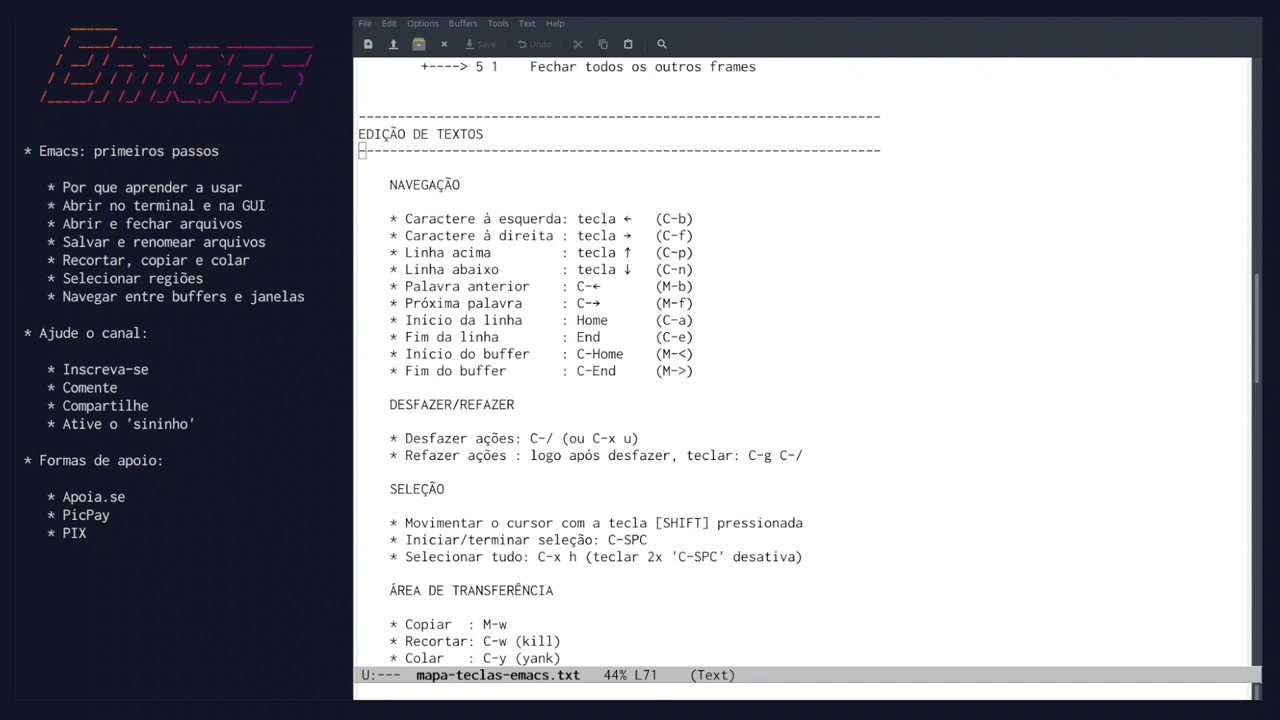 Emacs
* Emacs: primeiros passos
* Por que aprender a usar
* Abrir no terminal e na GUI
* Abrir e fechar arquivos
* Salvar e renomear arquivos
* Recortar, copiar e colar
* Selecionar regiões
* Navegar entre buffers e janelas
* Ajude o canal:
* Inscreva-se
* Comente
* Compartilhe
* Ative o 'sininho'
* Formas de apoio:
* Apoia.se
* PicPay
* PIX
File Edit Options Buffers Tools Text Help
Save Undo
+----> 5 1    Fechar todos os outros frames
-------------------------------------------------------------------
EDIÇÃO DE TEXTOS
-------------------------------------------------------------------
NAVEGAÇÃO
* Caractere à esquerda: tecla ←   (C-b)
* Caractere à direita : tecla →   (C-f)
* Linha acima         : tecla ↑   (C-p)
* Linha abaixo        : tecla ↓   (C-n)
* Palavra anterior    : C-←       (M-b)
* Próxima palavra     : C-→       (M-f)
* Início da linha     : Home      (C-a)
* Fim da linha        : End       (C-e)
* Início do buffer    : C-Home    (M-<)
* Fim do buffer       : C-End     (M->)
DESFAZER/REFAZER
* Desfazer ações: C-/ (ou C-x u)
* Refazer ações : logo após desfazer, teclar: C-g C-/
SELEÇÃO
* Movimentar o cursor com a tecla [SHIFT] pressionada
* Iniciar/terminar seleção: C-SPC
* Selecionar tudo: C-x h (teclar 2x 'C-SPC' desativa)
ÁREA DE TRANSFERÊNCIA
* Copiar  : M-w
* Recortar: C-w (kill)
* Colar   : C-y (yank)
U:---  mapa-teclas-emacs.txt   44% L71    (Text)